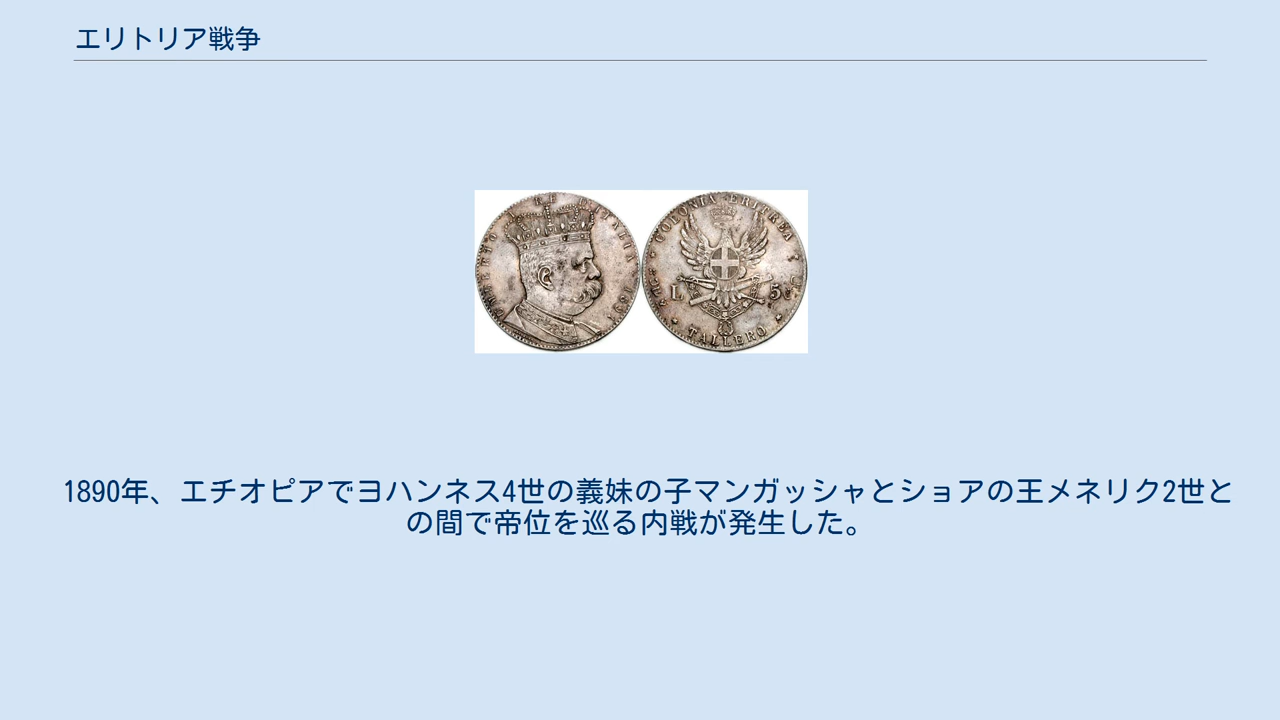 エリトリア戦争
COLONIA ERITREA
L 5
TALLERO
1890年、エチオピアでヨハンネス4世の義妹の子マンガッシャとショアの王メネリク2世と
の間で帝位を巡る内戦が発生した。